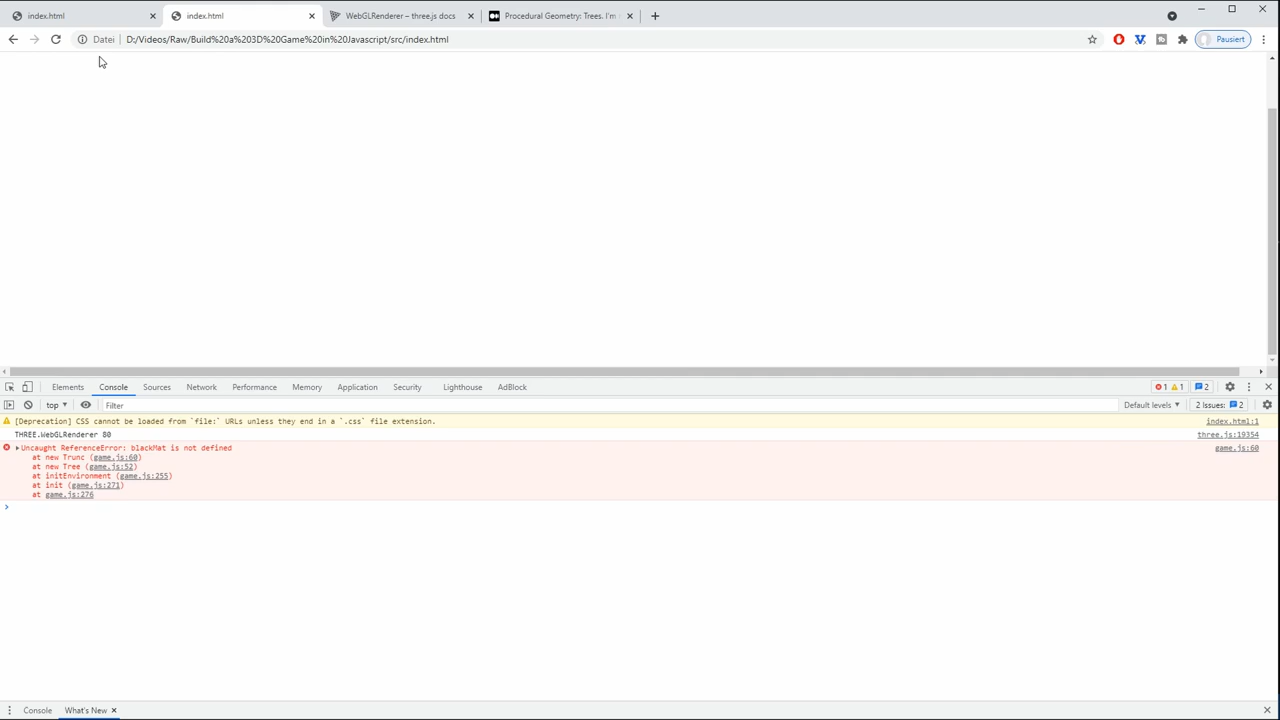 index.html
index.html
WebGLRenderer – three.js docs
Procedural Geometry: Trees. I'm
Datei
D:/Videos/Raw/Build%20a%203D%20Game%20in%20Javascript/src/index.html
Pausiert
Elements Console Sources Network Performance Memory Application Security Lighthouse AdBlock
1 1 2
top Filter Default levels 2 Issues: 2
[Deprecation] CSS cannot be loaded from `file:` URLs unless they end in a `.css` file extension. index.html:1
THREE.WebGLRenderer 80 three.js:19354
Uncaught ReferenceError: blackMat is not defined game.js:60
at new Trunc (game.js:60)
at new Tree (game.js:52)
at initEnvironment (game.js:255)
at init (game.js:271)
at game.js:276
Console What's New